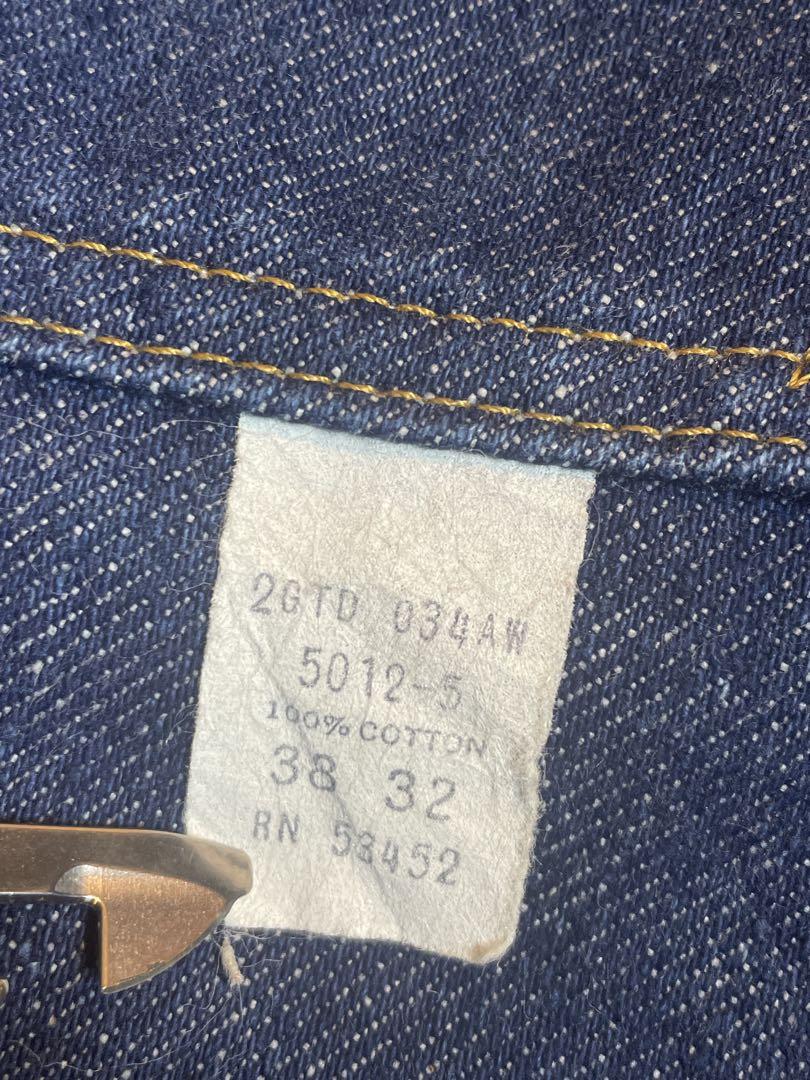 2GTD 034AW
5012-5
100% COTTON
38 32
RN 53452